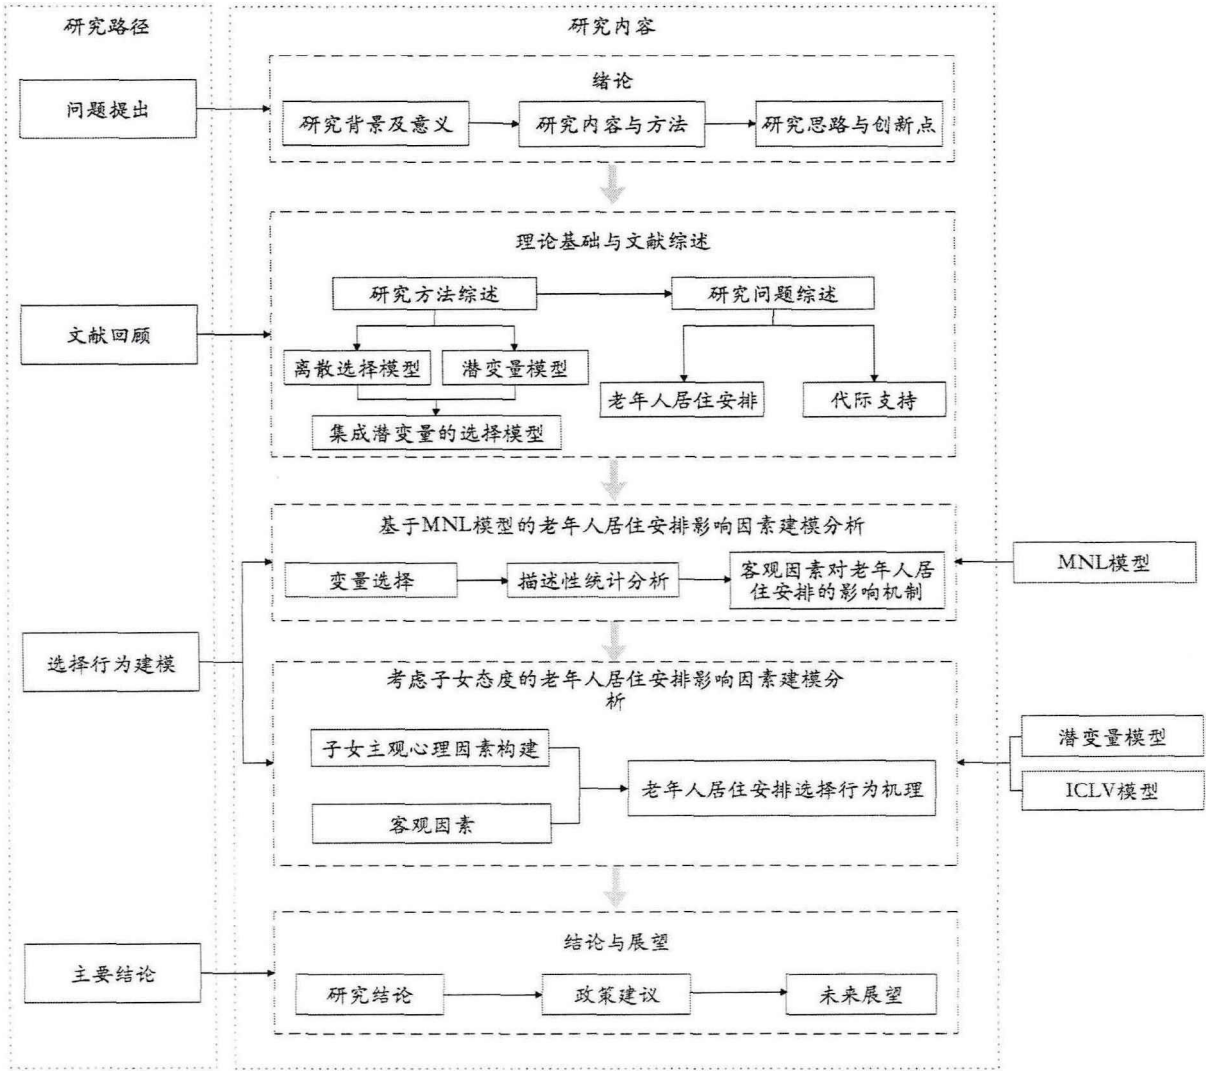 研究路径
研究内容
问题提出
绪论
研究背景及意义
研究内容与方法
研究思路与创新点
文献回顾
理论基础与文献综述
研究方法综述
研究问题综述
离散选择模型
潜变量模型
集成潜变量的选择模型
老年人居住安排
代际支持
选择行为建模
基于MNL模型的老年人居住安排影响因素建模分析
变量选择
描述性统计分析
客观因素对老年人居
住安排的影响机制
MNL模型
考虑子女态度的老年人居住安排影响因素建模分
析
子女主观心理因素构建
客观因素
老年人居住安排选择行为机理
潜变量模型
ICLV模型
主要结论
结论与展望
研究结论
政策建议
未来展望